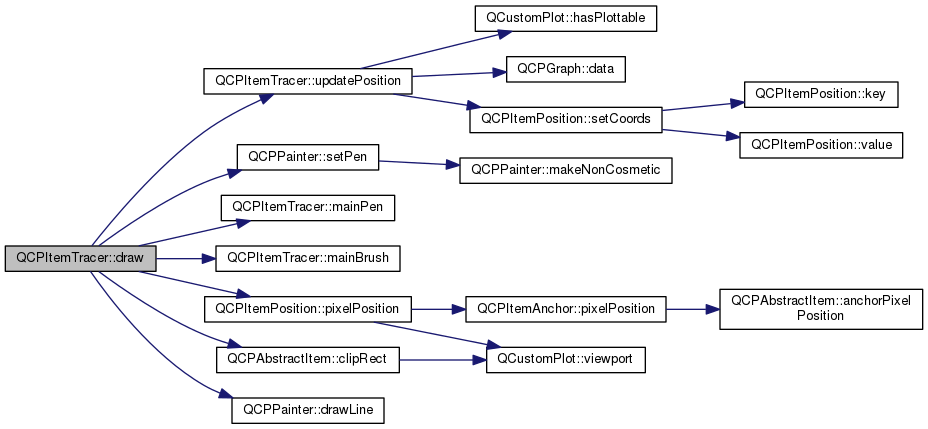 QCustomPlot::hasPlottable
QCPItemTracer::updatePosition
QCPGraph::data
QCPItemPosition::key
QCPItemPosition::setCoords
QCPItemPosition::value
QCPPainter::setPen
QCPPainter::makeNonCosmetic
QCPItemTracer::mainPen
QCPItemTracer::draw
QCPItemTracer::mainBrush
QCPItemPosition::pixelPosition
QCPItemAnchor::pixelPosition
QCPAbstractItem::anchorPixel
Position
QCPAbstractItem::clipRect
QCustomPlot::viewport
QCPPainter::drawLine